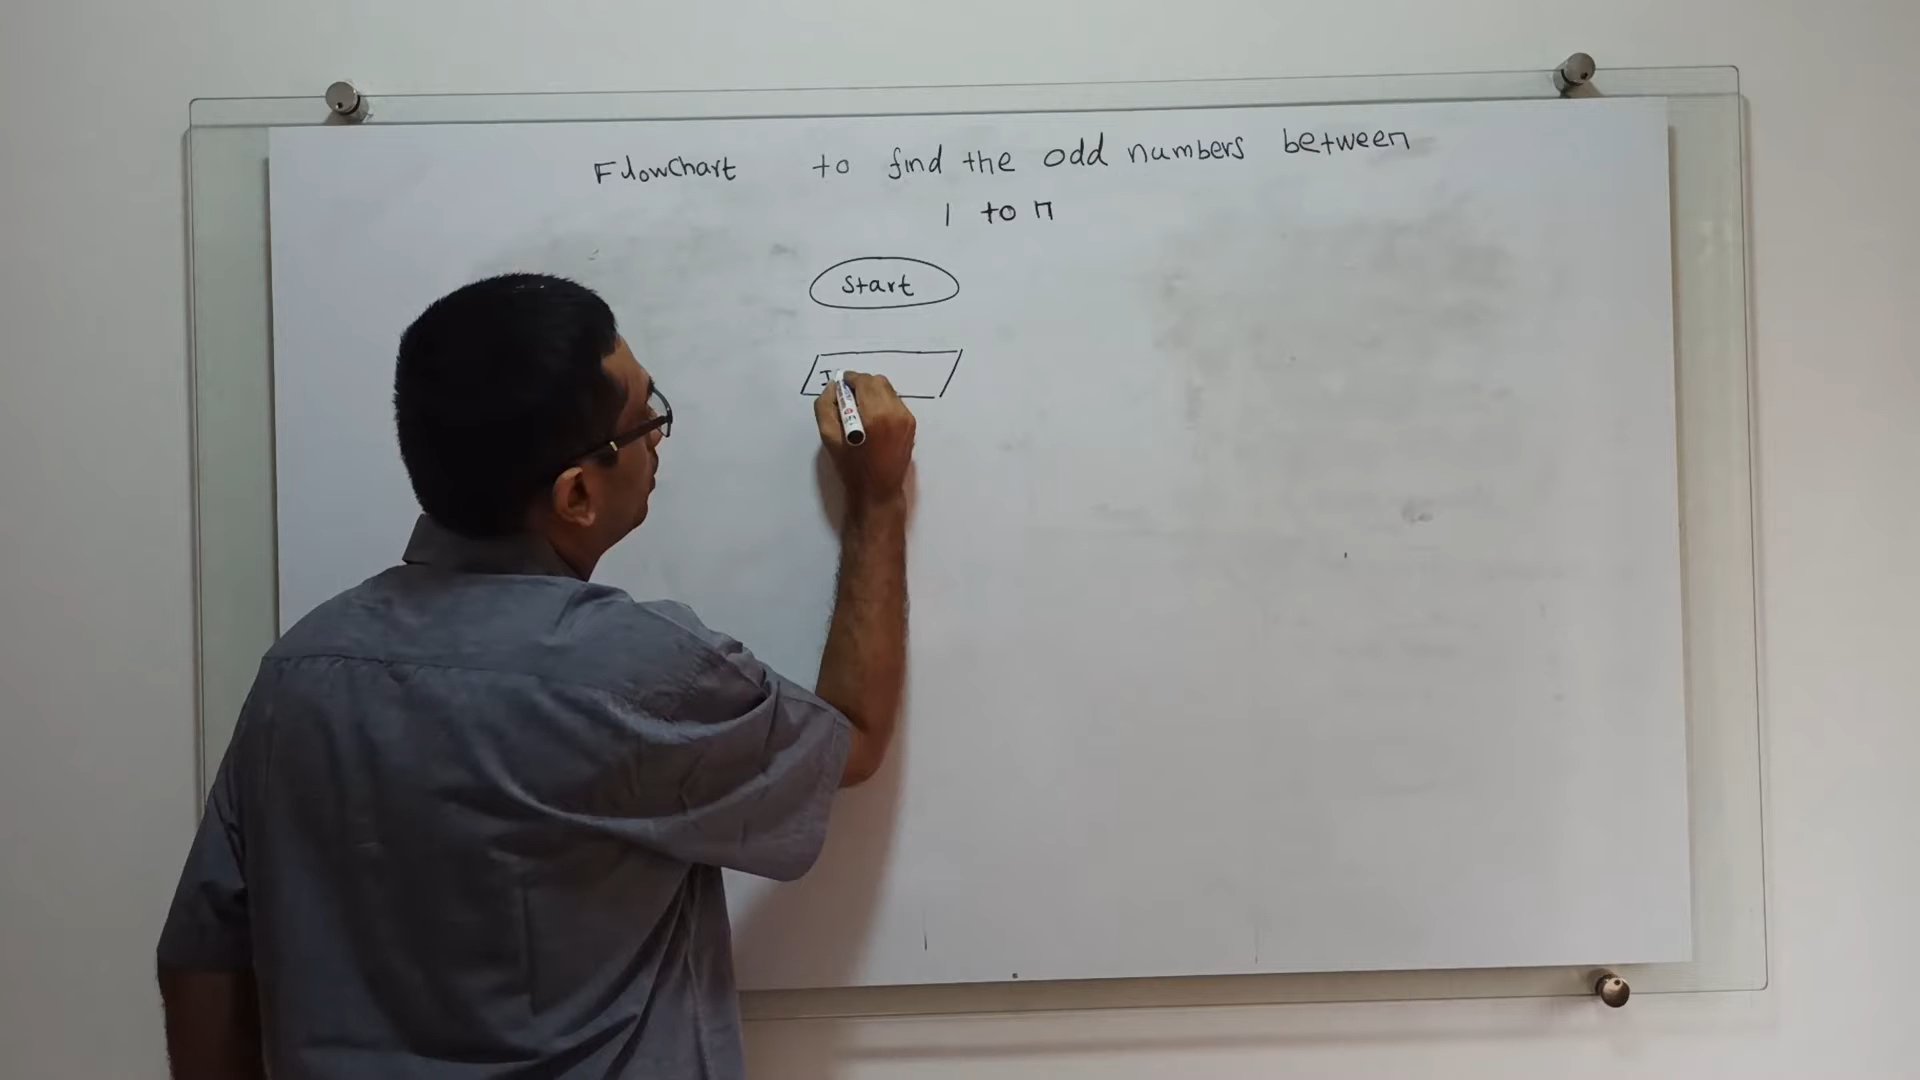 FlowChart to find the odd numbers between
1 to n
Start